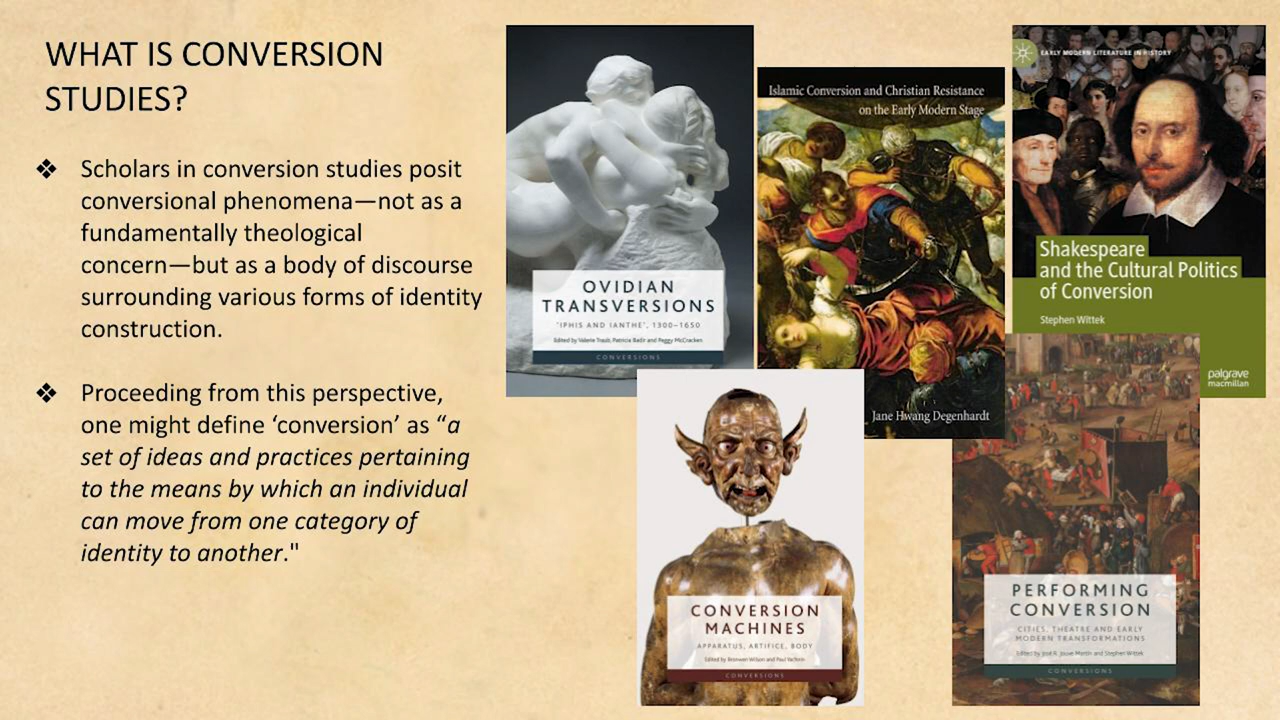 WHAT IS CONVERSION
STUDIES?
❖ Scholars in conversion studies posit
conversional phenomena—not as a
fundamentally theological
concern—but as a body of discourse
surrounding various forms of identity
construction.
❖ Proceeding from this perspective,
one might define ‘conversion’ as “a
set of ideas and practices pertaining
to the means by which an individual
can move from one category of
identity to another."
OVIDIAN
TRANSVERSIONS
‘IPHIS AND IANTHE’, 1300–1650
Edited by Valerie Traub, Patricia Badir and Peggy McCracken
CONVERSIONS
Islamic Conversion and Christian Resistance
on the Early Modern Stage
Jane Hwang Degenhardt
EARLY MODERN LITERATURE IN HISTORY
Shakespeare
and the Cultural Politics
of Conversion
Stephen Wittek
palgrave
macmillan
CONVERSION
MACHINES
APPARATUS, ARTIFICE, BODY
Edited by Bronwen Wilson and Paul Yachnin
CONVERSIONS
PERFORMING
CONVERSION
CITIES, THEATRE AND EARLY
MODERN TRANSFORMATIONS
Edited by José R. Jouve Martín and Stephen Wittek
CONVERSIONS